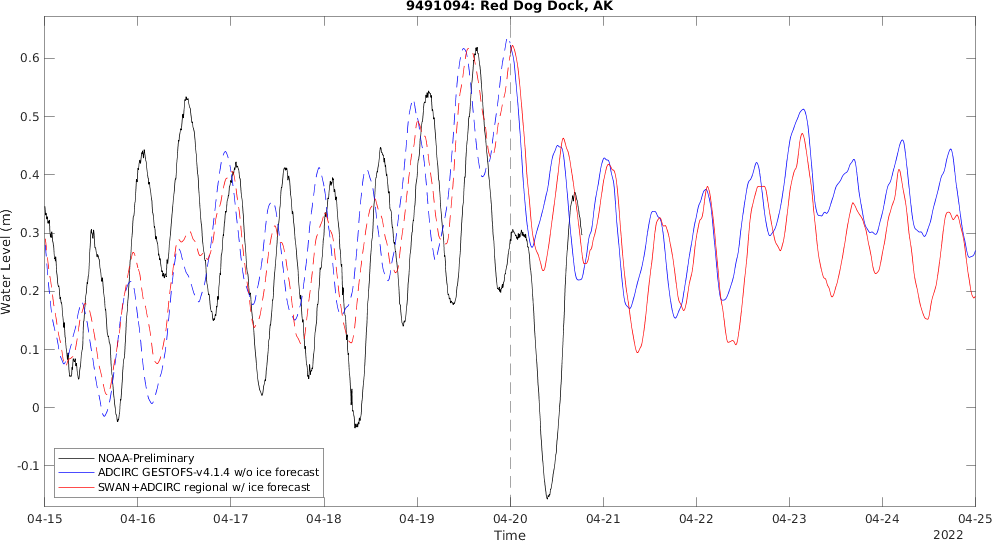 9491094: Red Dog Dock, AK
Water Level (m)
0.6
0.5
0.4
0.3
0.2
0.1
0
-0.1
NOAA-Preliminary
ADCIRC GESTOFS-v4.1.4 w/o ice forecast
SWAN+ADCIRC regional w/ ice forecast
04-15 04-16 04-17 04-18 04-19 04-20 04-21 04-22 04-23 04-24 04-25
Time
2022